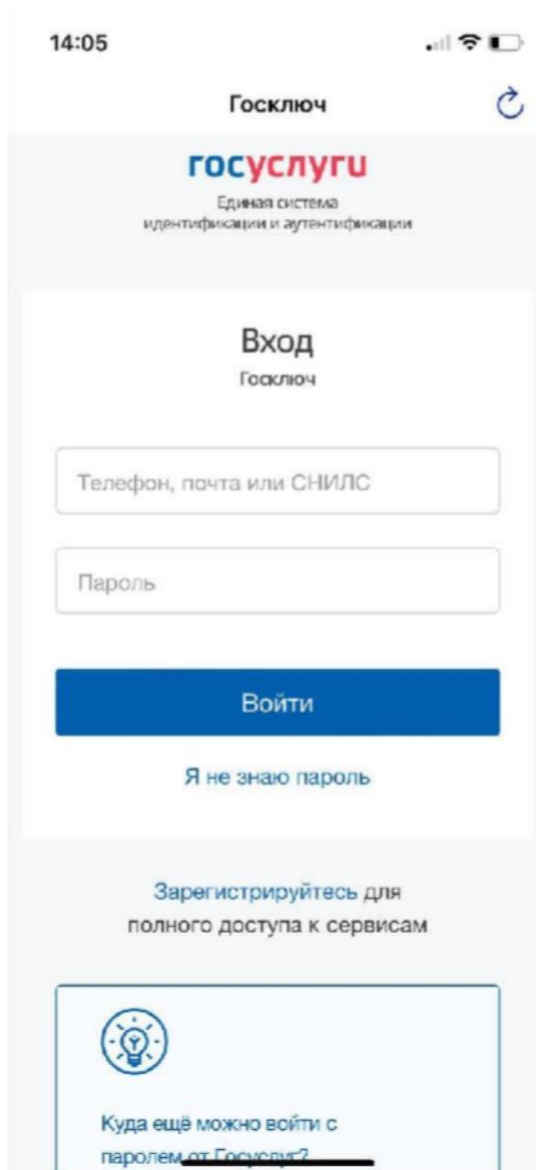 14:05
Госключ
госуслуги
Единая система
идентификации и аутентификации
Вход
Госключ
Телефон, почта или СНИЛС
Пароль
Войти
Я не знаю пароль
Зарегистрируйтесь для
полного доступа к сервисам
Куда ещё можно войти с
паролем от Госуслуг?